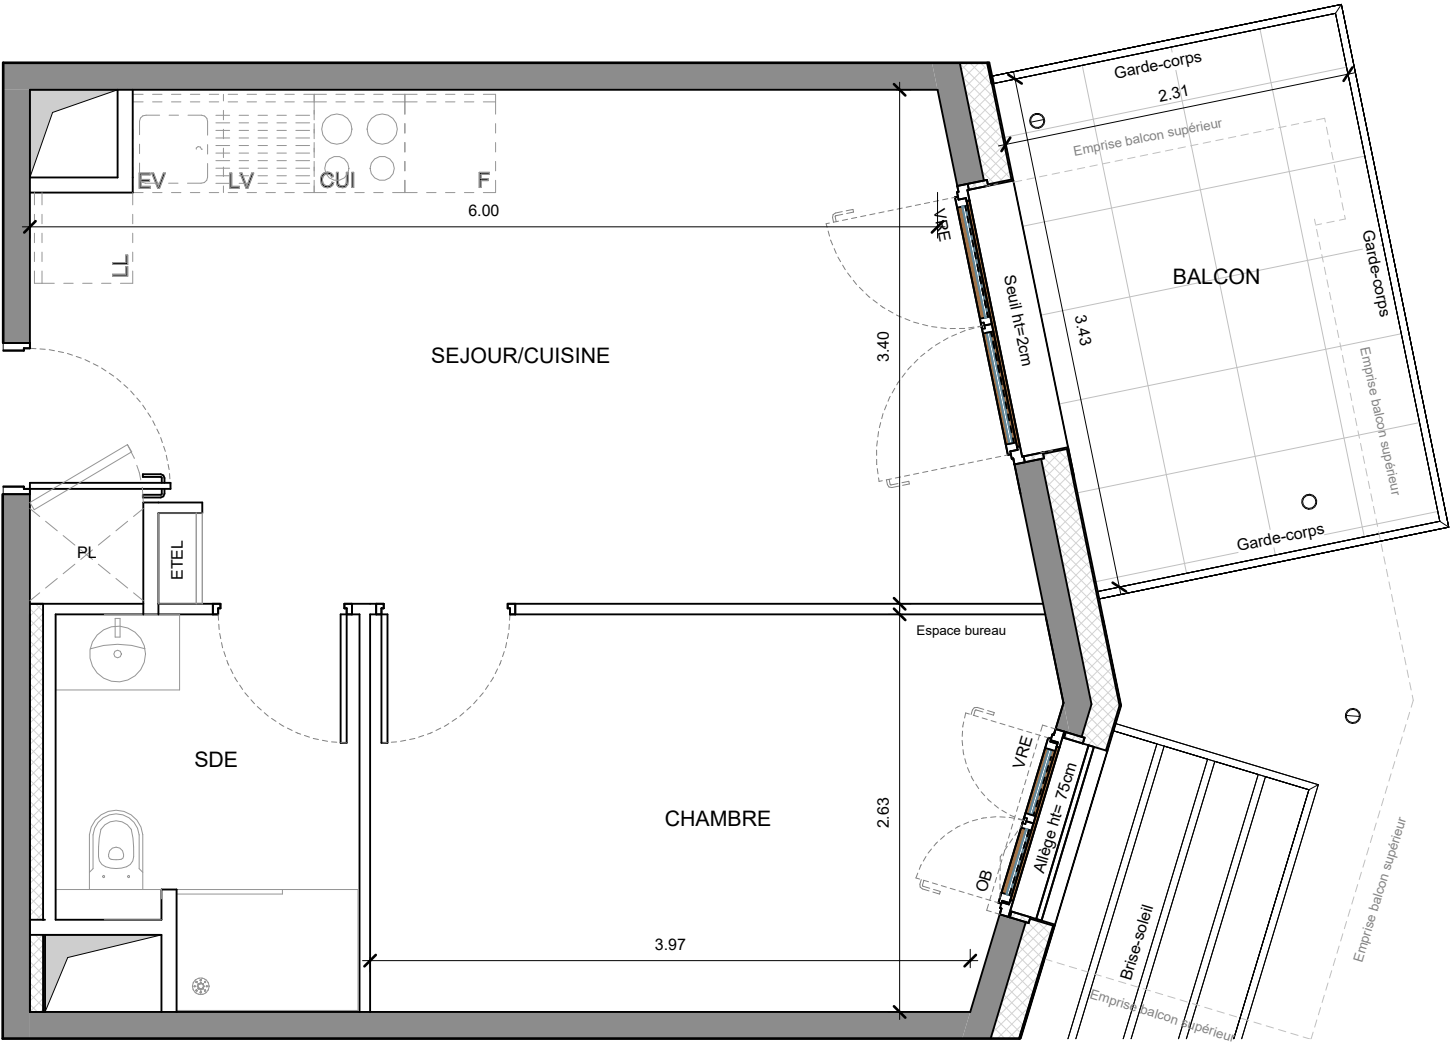 Garde-corps
2.31
Emprise balcon supérieur
EV
LV
CUI
F
6.00
VRE
LL
Garde-corps
BALCON
Seuil ht=2cm
3.43
3.40
SEJOUR/CUISINE
Emprise balcon supérieur
Garde-corps
PL
ETEL
Espace bureau
VRE
SDE
Allège ht= 75cm
CHAMBRE
2.63
OB
Emprise balcon supérieur
Brise-soleil
3.97
Emprise balcon supérieur